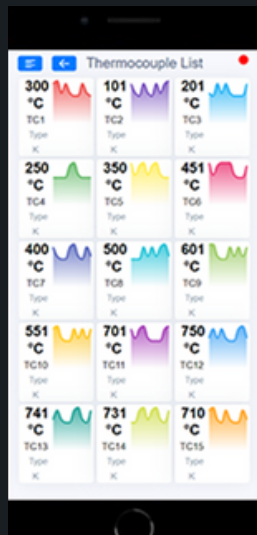 Thermocouple List
300 °C TC1 Type K
101 °C TC2 Type K
201 °C TC3 Type K
250 °C TC4 Type K
350 °C TC5 Type K
451 °C TC6 Type K
400 °C TC7 Type K
500 °C TC8 Type K
601 °C TC9 Type K
551 °C TC10 Type K
701 °C TC11 Type K
750 °C TC12 Type K
741 °C TC13 Type K
731 °C TC14 Type K
710 °C TC15 Type K